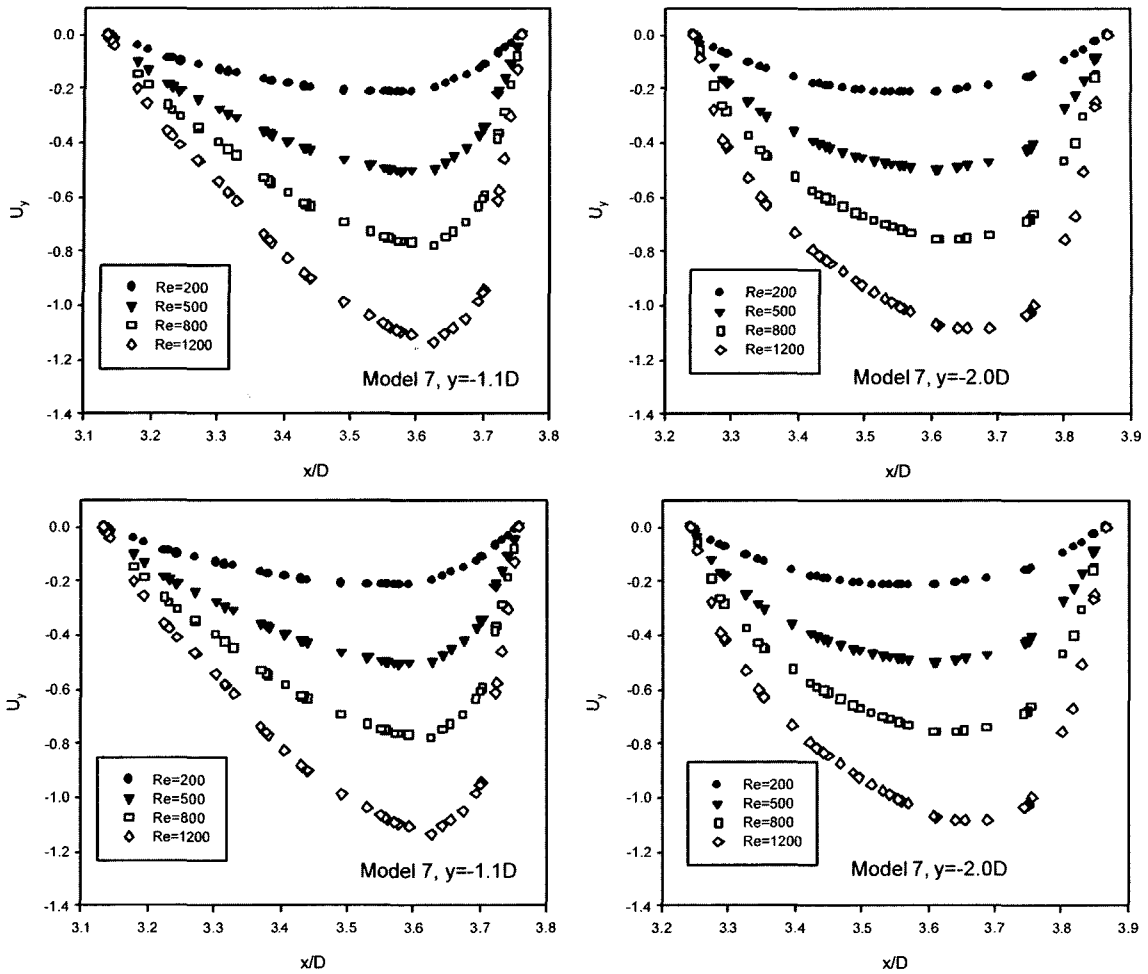 0.0
-0.2
-0.4
-0.6
-0.8
-1.0
-1.2
-1.4
Uy
Re=200
Re=500
Re=800
Re=1200
Model 7, y=-1.1D
3.1 3.2 3.3 3.4 3.5 3.6 3.7 3.8
x/D
0.0
-0.2
-0.4
-0.6
-0.8
-1.0
-1.2
-1.4
Uy
Re=200
Re=500
Re=800
Re=1200
Model 7, y=-2.0D
3.2 3.3 3.4 3.5 3.6 3.7 3.8 3.9
x/D
0.0
-0.2
-0.4
-0.6
-0.8
-1.0
-1.2
-1.4
Uy
Re=200
Re=500
Re=800
Re=1200
Model 7, y=-1.1D
3.1 3.2 3.3 3.4 3.5 3.6 3.7 3.8
x/D
0.0
-0.2
-0.4
-0.6
-0.8
-1.0
-1.2
-1.4
Uy
Re=200
Re=500
Re=800
Re=1200
Model 7, y=-2.0D
3.2 3.3 3.4 3.5 3.6 3.7 3.8 3.9
x/D